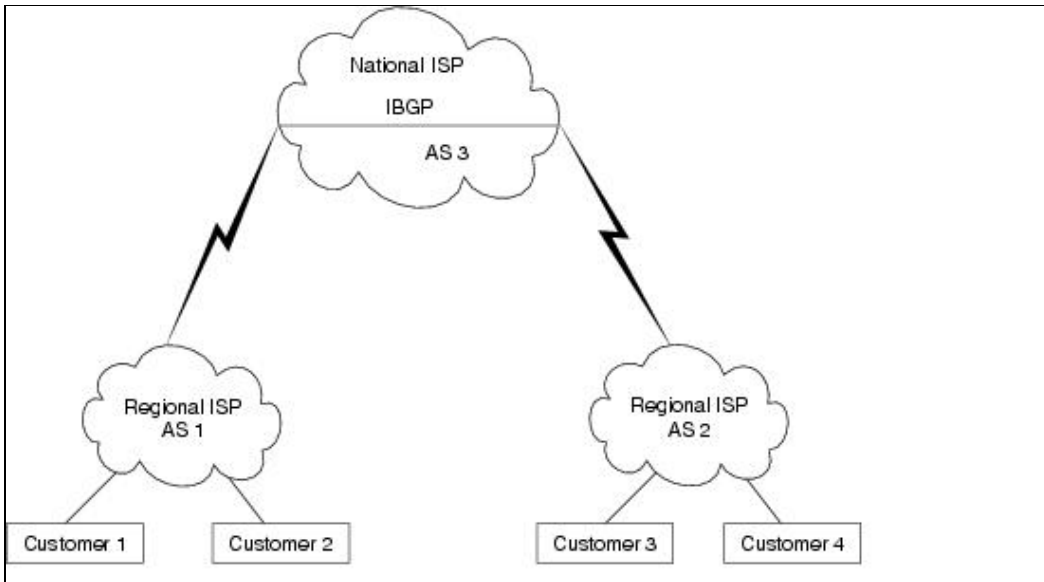 National ISP
IBGP
AS 3
Regional ISP
AS 1
Regional ISP
AS 2
Customer 1
Customer 2
Customer 3
Customer 4